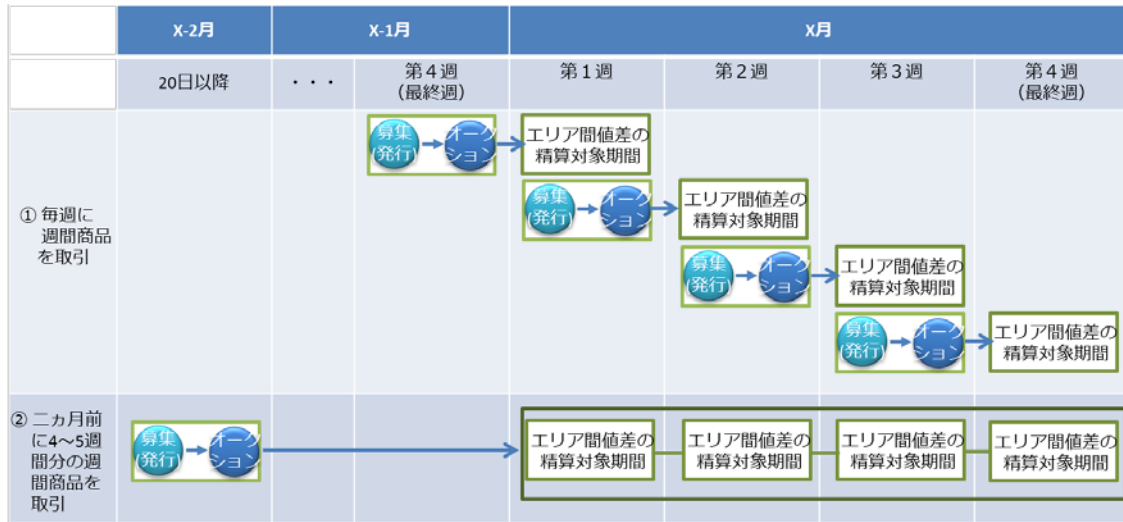 X-2月
X-1月
X月
20日以降
・・・
第４週
(最終週)
第１週
第２週
第３週
第４週
(最終週)
① 毎週に
週間商品
を取引
募集
(発行)
オーク
ション
エリア間値差の
精算対象期間
募集
(発行)
オーク
ション
エリア間値差の
精算対象期間
募集
(発行)
オーク
ション
エリア間値差の
精算対象期間
募集
(発行)
オーク
ション
エリア間値差の
精算対象期間
② 二ヵ月前
に4～5週
間分の週
間商品を
取引
募集
(発行)
オーク
ション
エリア間値差の
精算対象期間
エリア間値差の
精算対象期間
エリア間値差の
精算対象期間
エリア間値差の
精算対象期間